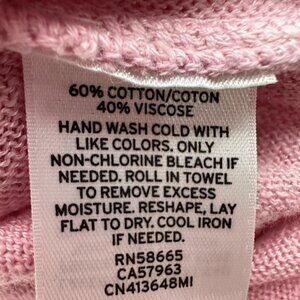 60% COTTON/COTON
40% VISCOSE
HAND WASH COLD WITH
LIKE COLORS. ONLY
NON-CHLORINE BLEACH IF
NEEDED. ROLL IN TOWEL
TO REMOVE EXCESS
MOISTURE. RESHAPE, LAY
FLAT TO DRY. COOL IRON
IF NEEDED.
RN58665
CA57963
CN413648MI